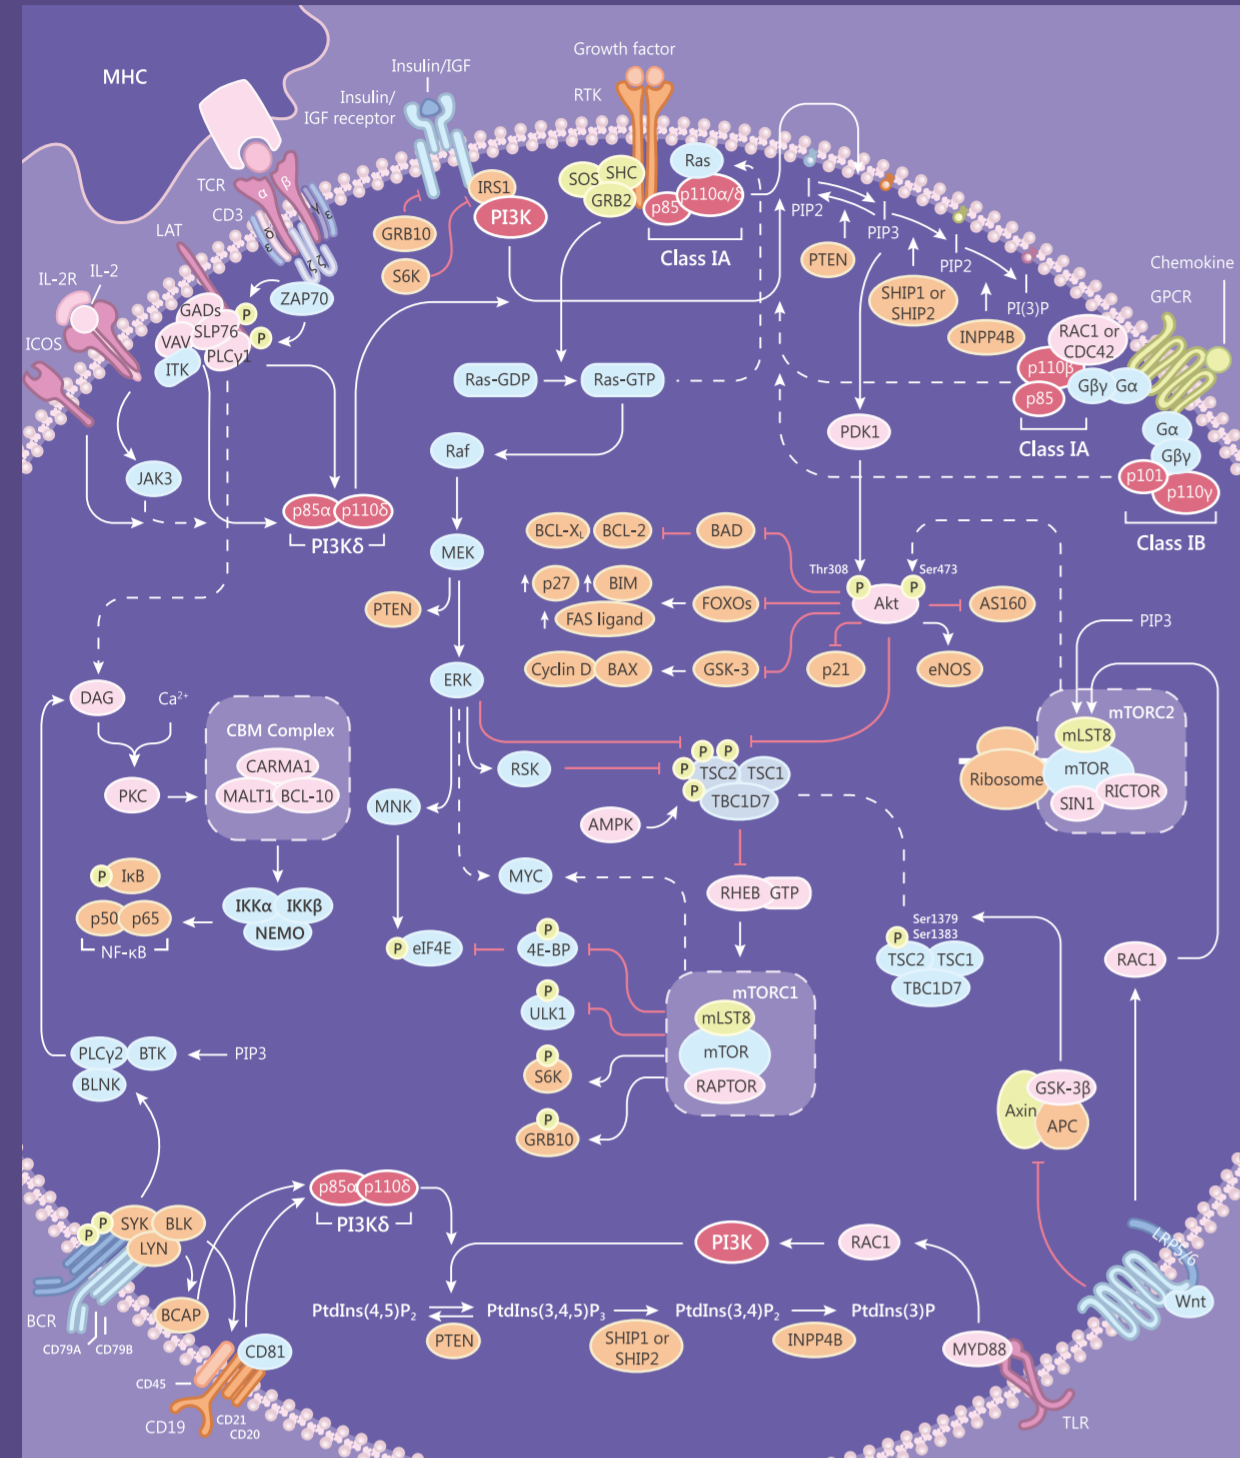 MHC
Growth factor
Insulin/IGF
Insulin/
IGF receptor
RTK
TCR
α
β
CD3
δ
ε
γ
ε
ζ
ζ
LAT
IL-2
IL-2R
ICOS
GADs
SLP76
VAV
PLCγ1
ITK
P
P
ZAP70
IRS1
PI3K
GRB10
S6K
SOS
SHC
GRB2
Ras
p85
p110α/δ
Class IA
PIP2
PIP3
PIP2
PI(3)P
PTEN
SHIP1 or
SHIP2
INPP4B
Chemokine
GPCR
RAC1 or
CDC42
p110β
p85
Gβγ
Gα
Class IA
Gα
Gβγ
p101
p110γ
Class IB
Ras-GDP
Ras-GTP
PDK1
Raf
JAK3
p85α
p110δ
PI3Kδ
MEK
PTEN
ERK
BCL-XL
BCL-2
BAD
p27
BIM
FAS ligand
FOXOs
Cyclin D
BAX
GSK-3
Thr308
Ser473
P
P
Akt
AS160
p21
eNOS
PIP3
DAG
Ca2+
PKC
CBM Complex
CARMA1
MALT1
BCL-10
MNK
RSK
P
P
P
P
TSC2
TSC1
TBC1D7
AMPK
mTORC2
mLST8
Ribosome
mTOR
SIN1
RICTOR
P
IκB
p50
p65
NF-κB
IKKα
IKKβ
NEMO
MYC
RHEB
GTP
P
eIF4E
P
4E-BP
P
ULK1
P
S6K
P
GRB10
mTORC1
mLST8
mTOR
RAPTOR
Ser1379
Ser1383
P
TSC2
TSC1
TBC1D7
RAC1
PLCγ2
BTK
BLNK
PIP3
GSK-3β
Axin
APC
P
P
SYK
BLK
LYN
BCR
CD79A
CD79B
BCAP
CD81
CD45
CD19
CD21
CD20
p85α
p110δ
PI3Kδ
PI3K
RAC1
PtdIns(4,5)P2
PtdIns(3,4,5)P3
PtdIns(3,4)P2
PtdIns(3)P
PTEN
SHIP1 or
SHIP2
INPP4B
MYD88
TLR
LRP5/6
Wnt